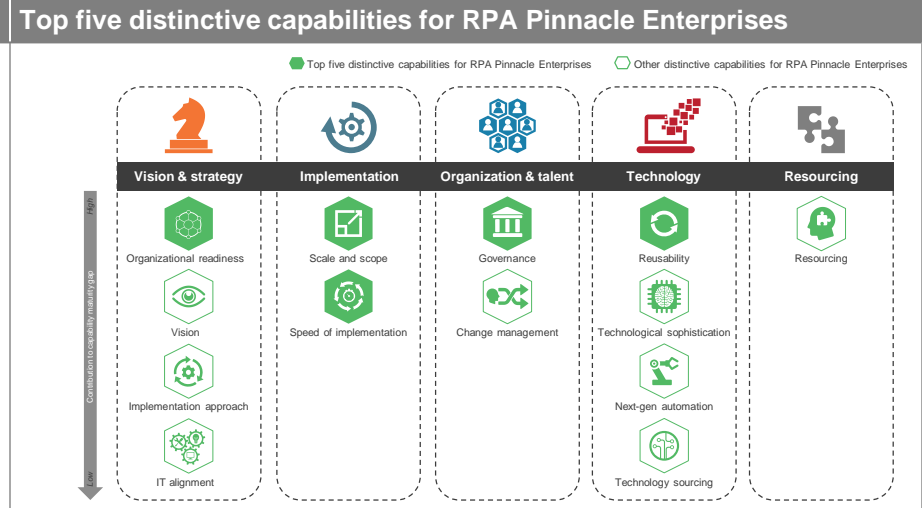 Top five distinctive capabilities for RPA Pinnacle Enterprises
Top five distinctive capabilities for RPA Pinnacle Enterprises
Other distinctive capabilities for RPA Pinnacle Enterprises
Vision & strategy
Implementation
Organization & talent
Technology
Resourcing
High
Contribution to capability maturity gap
Low
Organizational readiness
Scale and scope
Governance
Reusability
Resourcing
Vision
Speed of implementation
Change management
Technological sophistication
Implementation approach
Next-gen automation
IT alignment
Technology sourcing